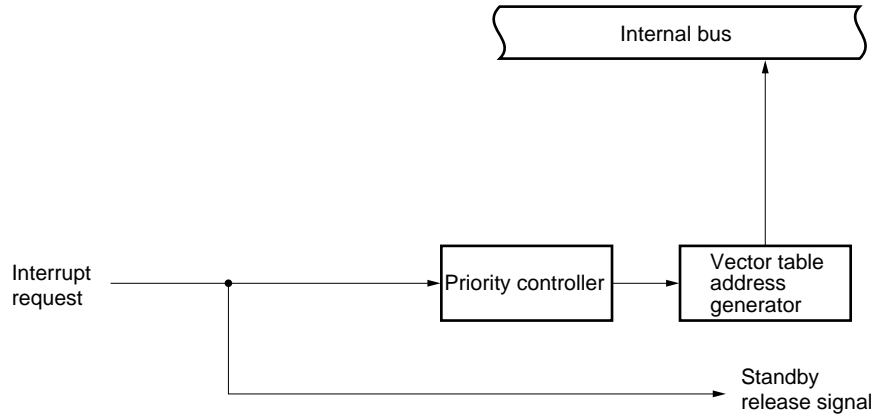 Internal bus
Interrupt
request
Priority controller
Vector table
address
generator
Standby
release signal